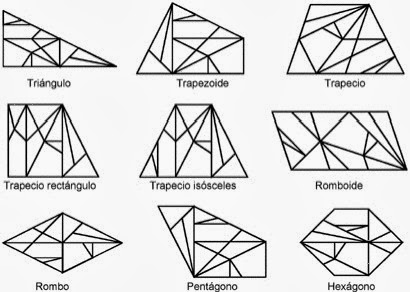 Triángulo
Trapezoide
Trapecio
Trapecio rectángulo
Trapecio isósceles
Romboide
Rombo
Pentágono
Hexágono